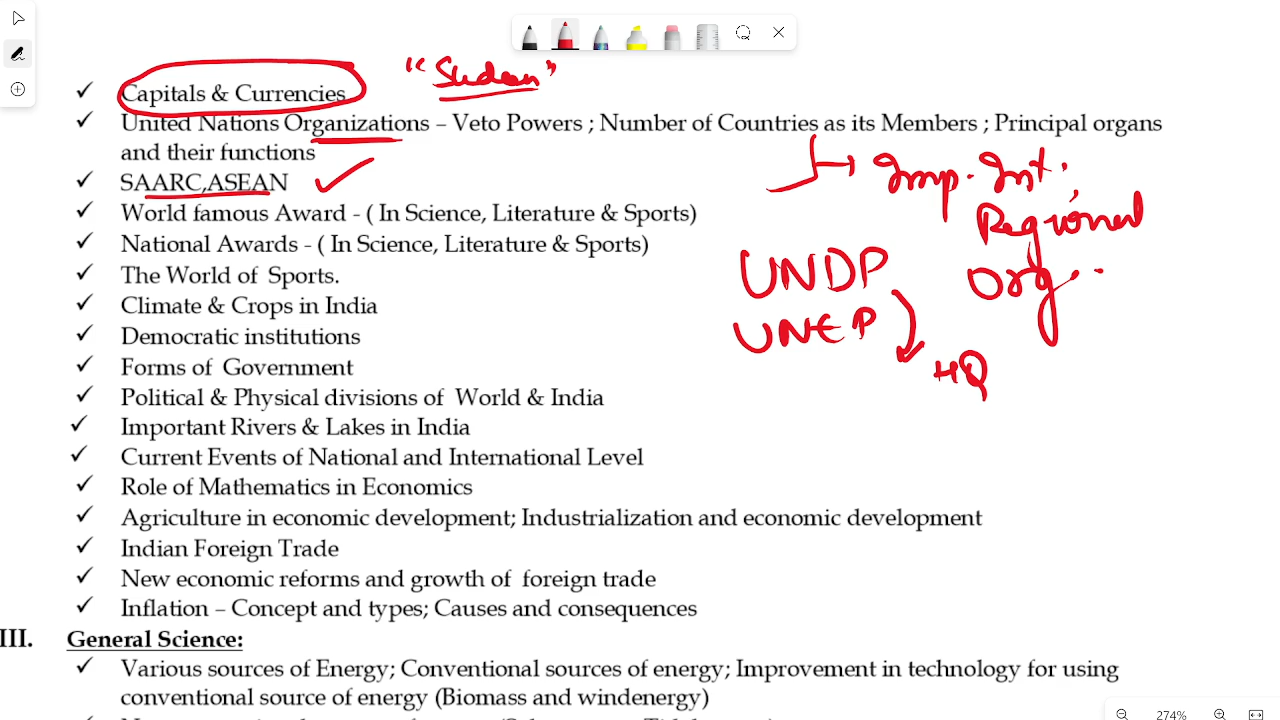 "Sudan"
✓ Capitals & Currencies
✓ United Nations Organizations – Veto Powers ; Number of Countries as its Members ; Principal organs
and their functions
✓ SAARC,ASEAN
Imp. Int.
✓ World famous Award - ( In Science, Literature & Sports)
Regional
✓ National Awards - ( In Science, Literature & Sports)
Org...
UNDP
✓ The World of Sports.
✓ Climate & Crops in India
UNEP
✓ Democratic institutions
✓ Forms of Government
HQ
✓ Political & Physical divisions of World & India
✓ Important Rivers & Lakes in India
✓ Current Events of National and International Level
✓ Role of Mathematics in Economics
✓ Agriculture in economic development; Industrialization and economic development
✓ Indian Foreign Trade
✓ New economic reforms and growth of foreign trade
✓ Inflation – Concept and types; Causes and consequences
III. General Science:
✓ Various sources of Energy; Conventional sources of energy; Improvement in technology for using
conventional source of energy (Biomass and windenergy)
274%